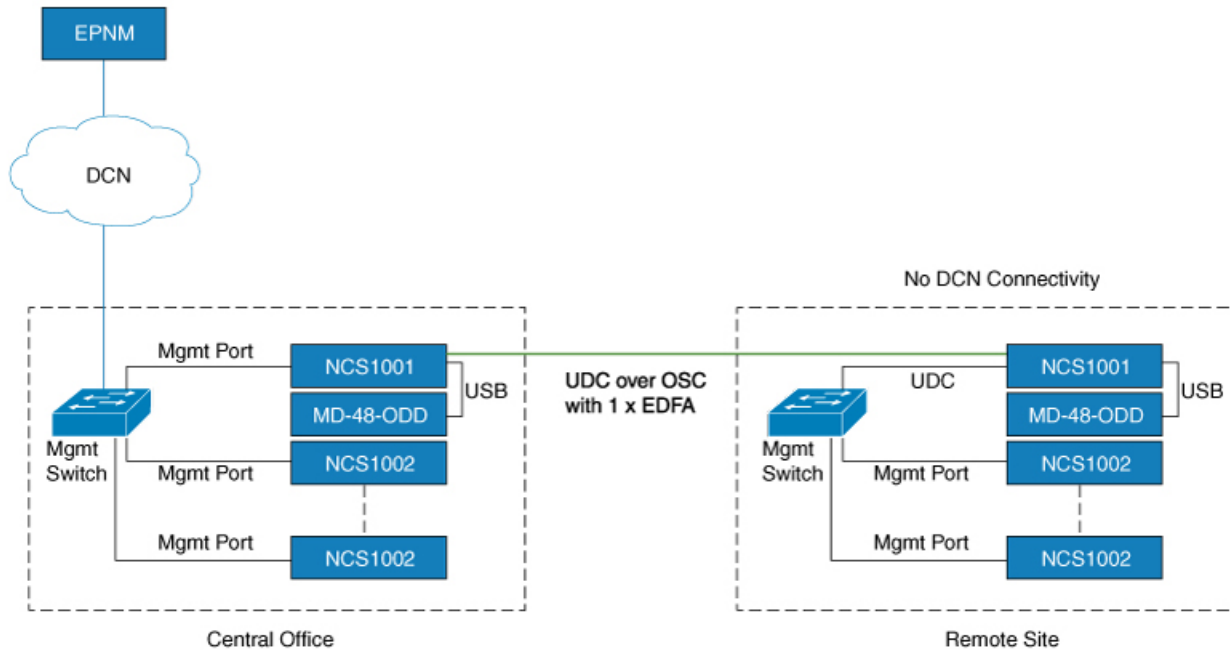 EPNM
DCN
No DCN Connectivity
Mgmt Port
NCS1001
USB
MD-48-ODD
Mgmt
Switch
Mgmt Port
NCS1002
Mgmt Port
NCS1002
Central Office
UDC over OSC
with 1 x EDFA
UDC
NCS1001
USB
MD-48-ODD
Mgmt
Switch
Mgmt Port
NCS1002
Mgmt Port
NCS1002
Remote Site